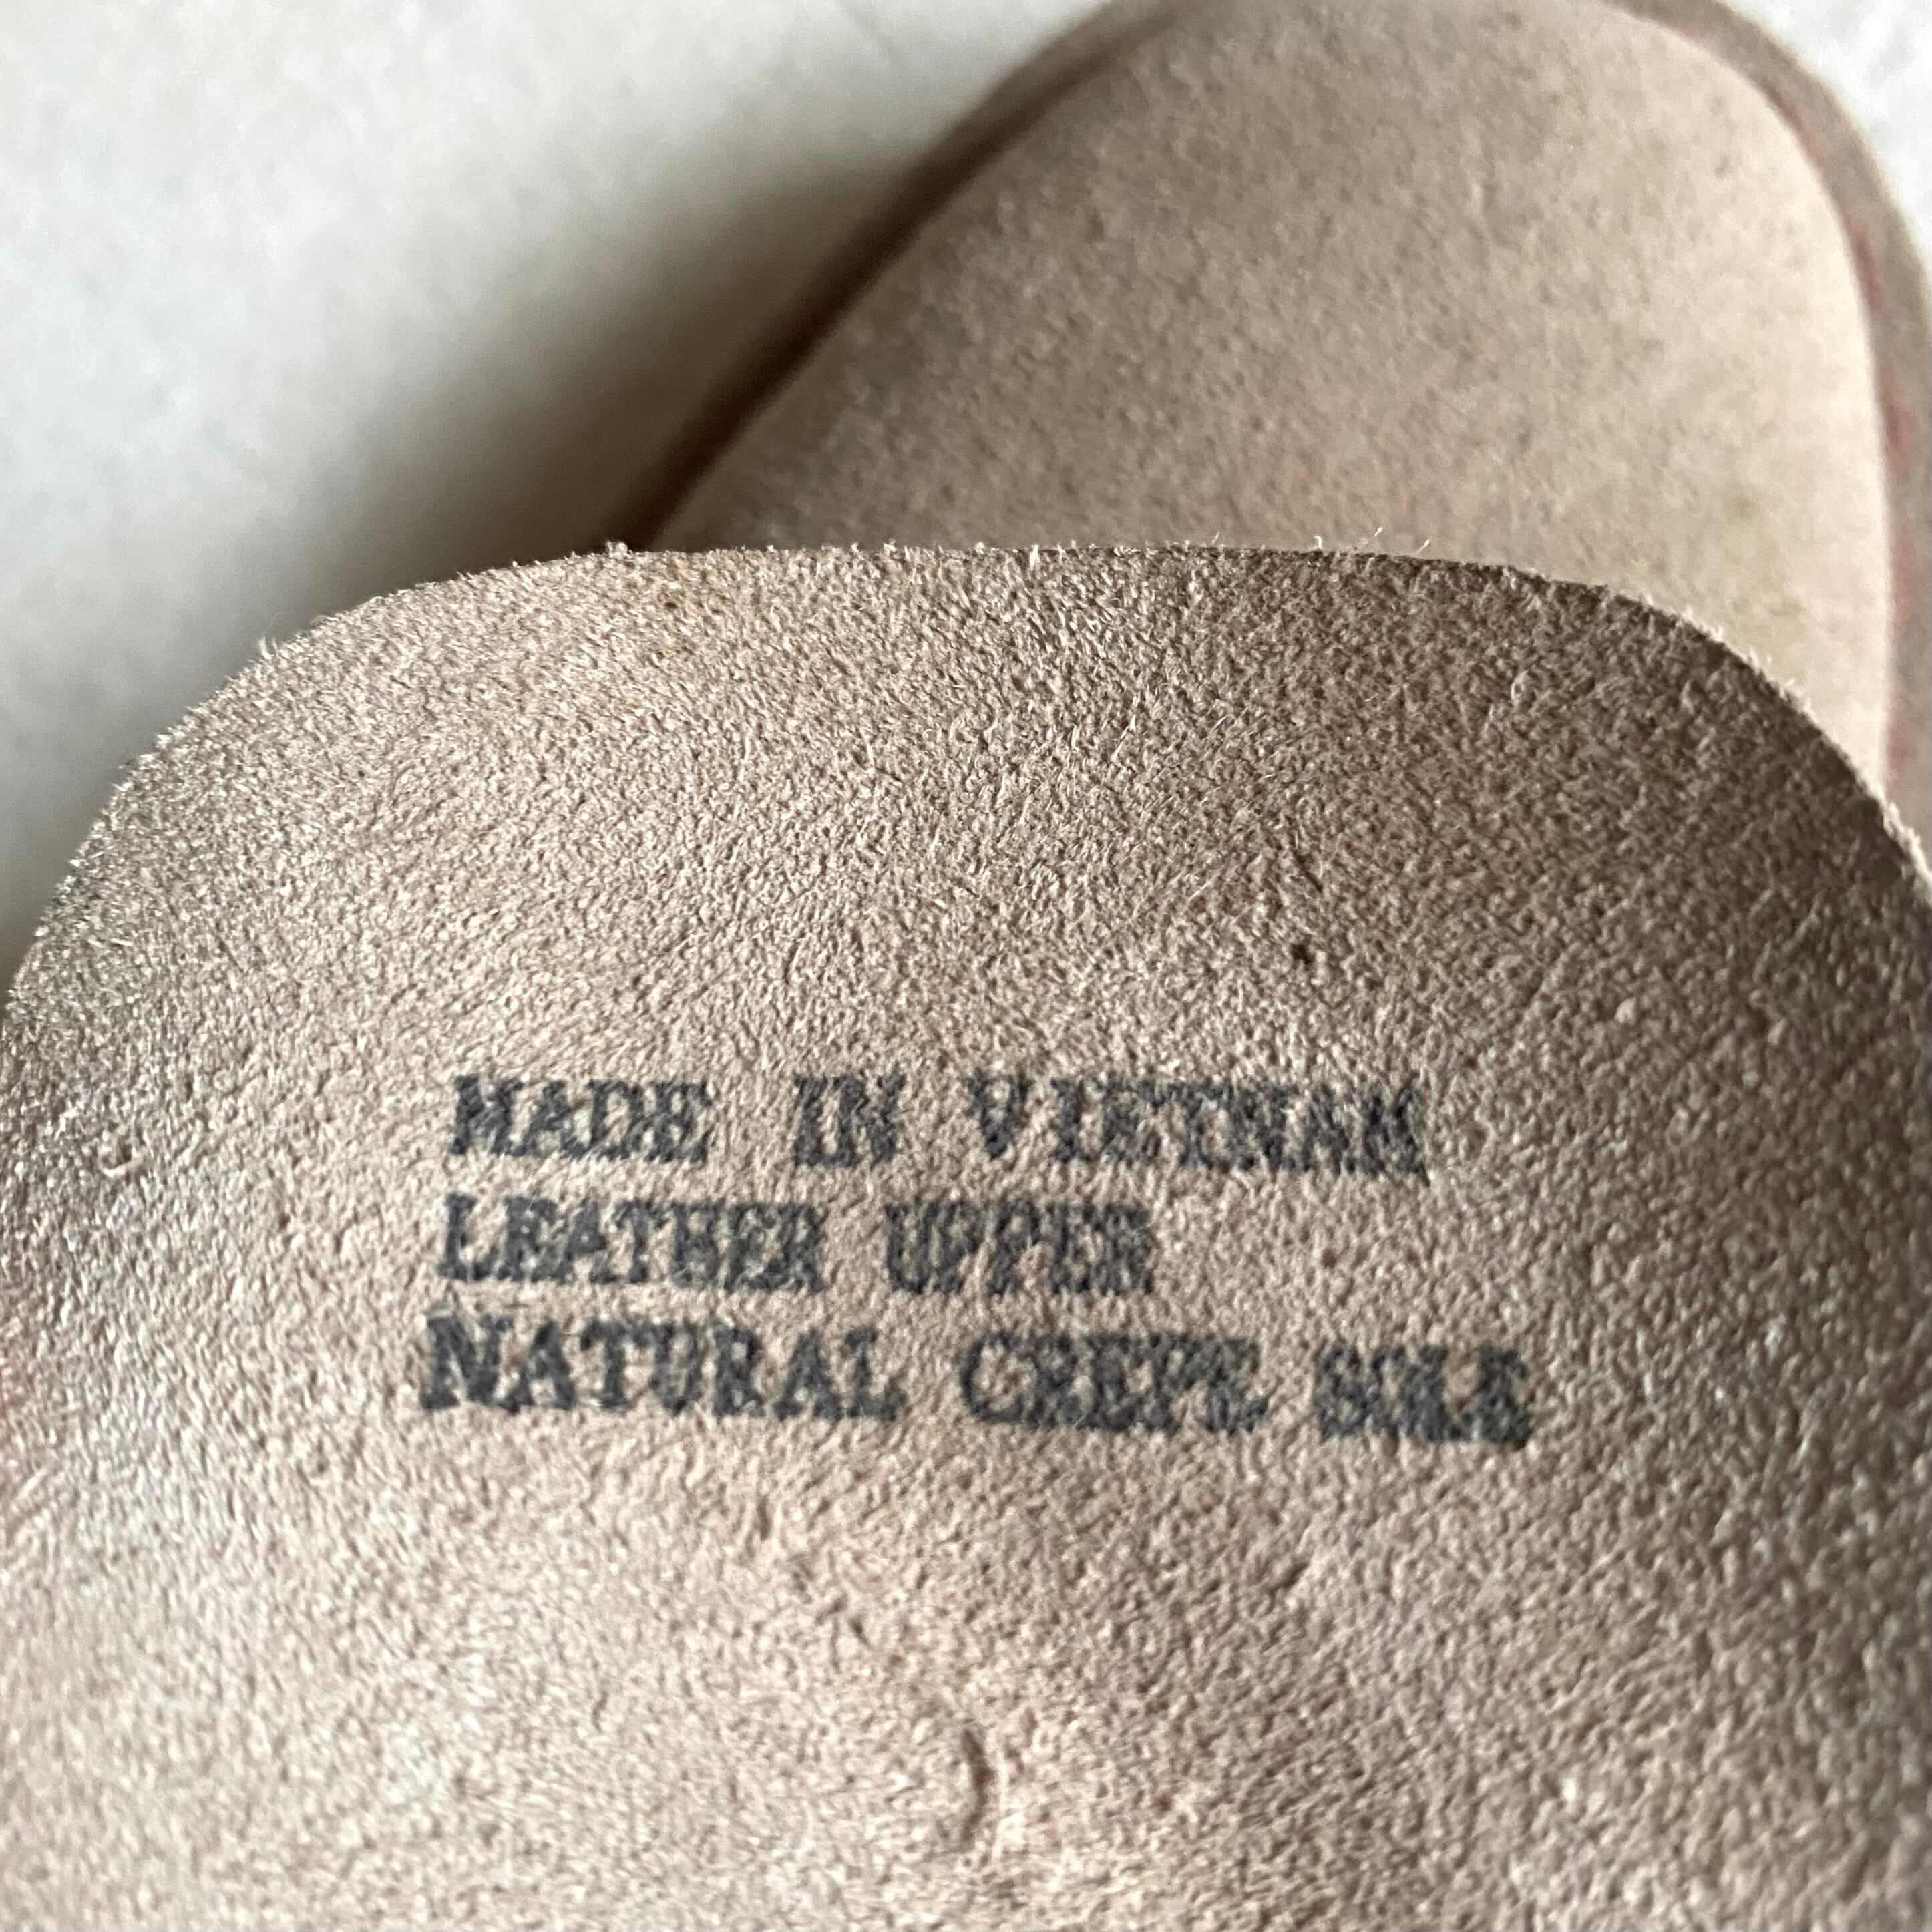 MADE IN VIETNAM
LEATHER UPPER
NATURAL CREPE SOLE